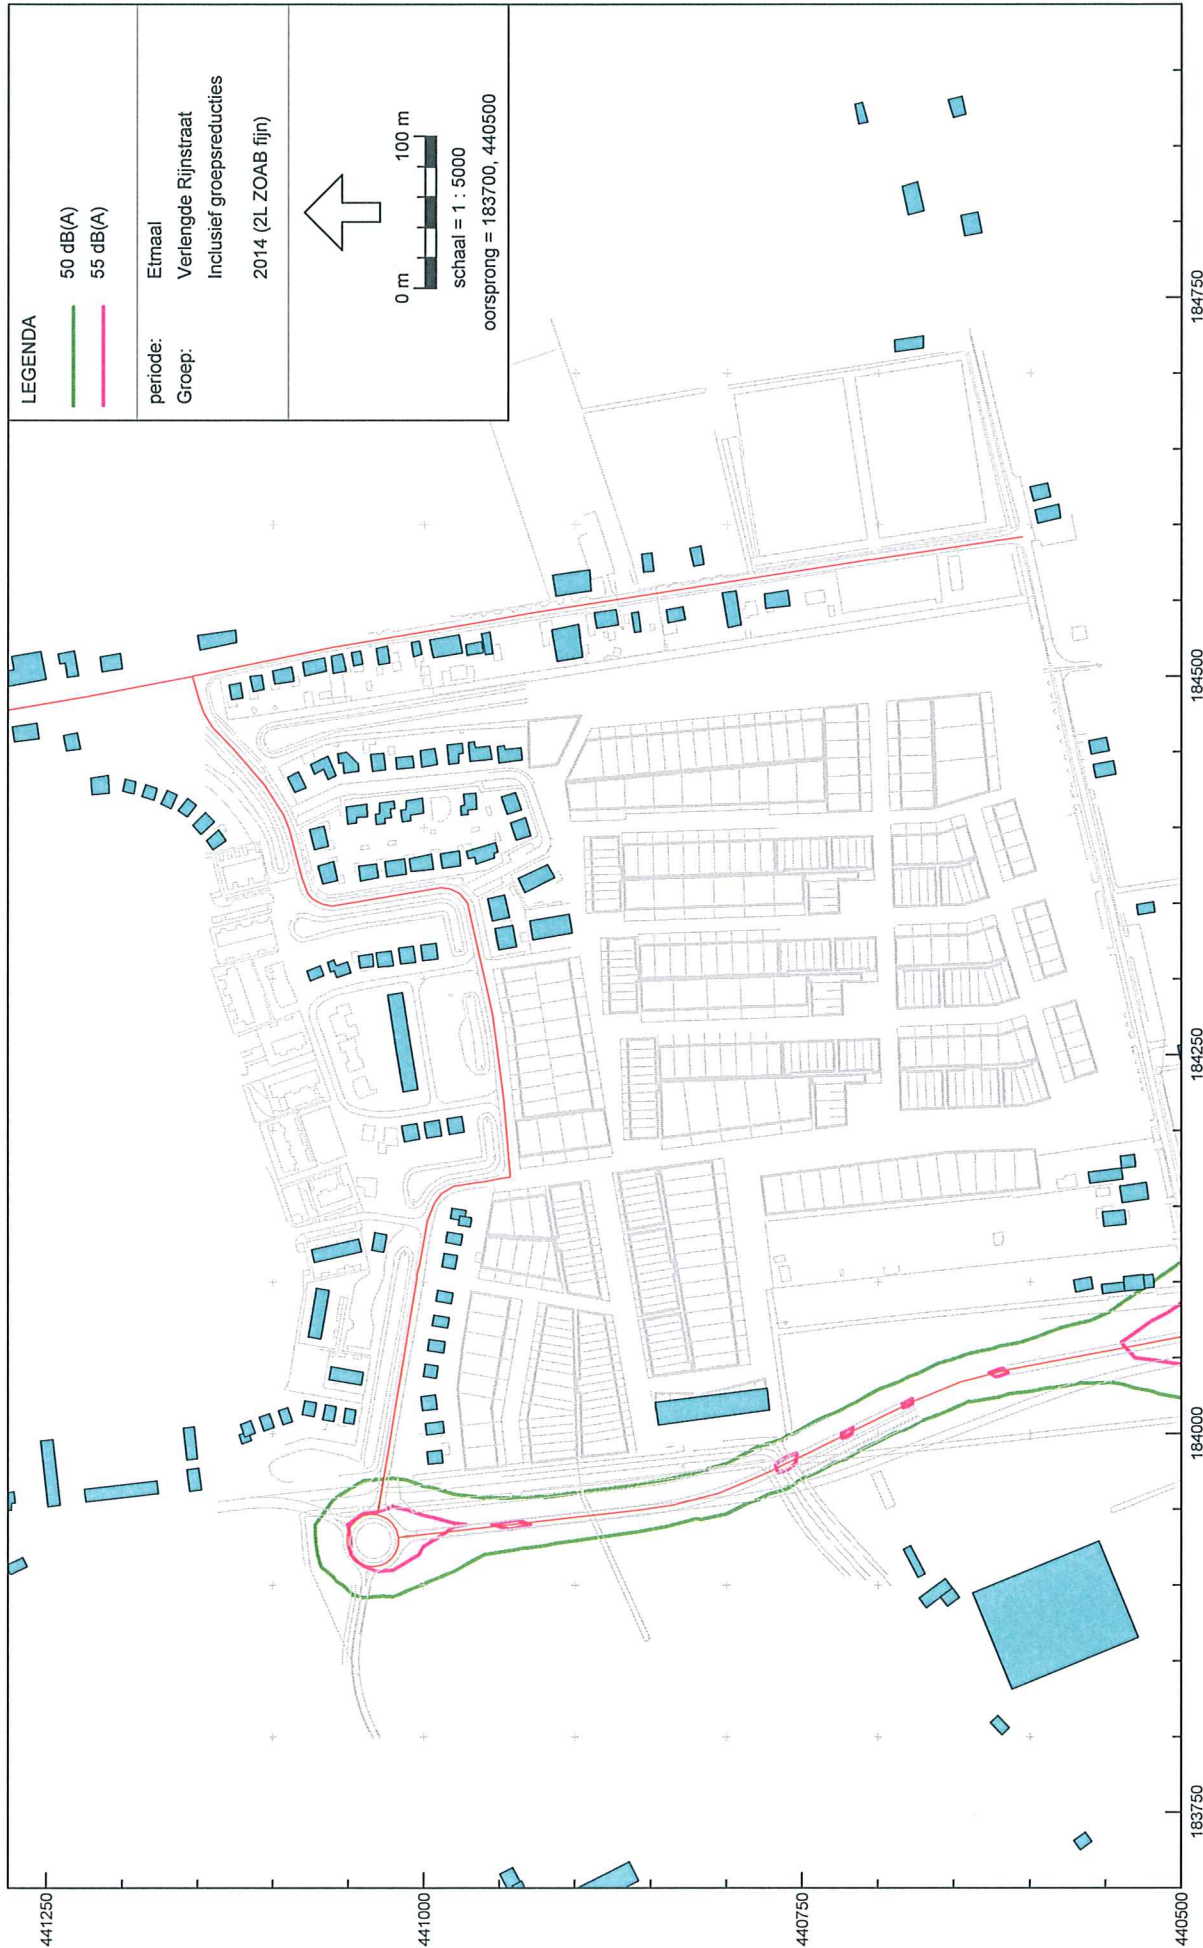 LEGENDA
50 dB(A)
55 dB(A)
periode: Etmaal
Groep: Verlengde Rijnstraat
Inclusief groepsreducties
2014 (2L ZOAB fijn)
0 m 100 m
schaal = 1 : 5000
oorsprong = 183700, 440500
441250
441000
440750
440500
183750
184000
184250
184500
184750